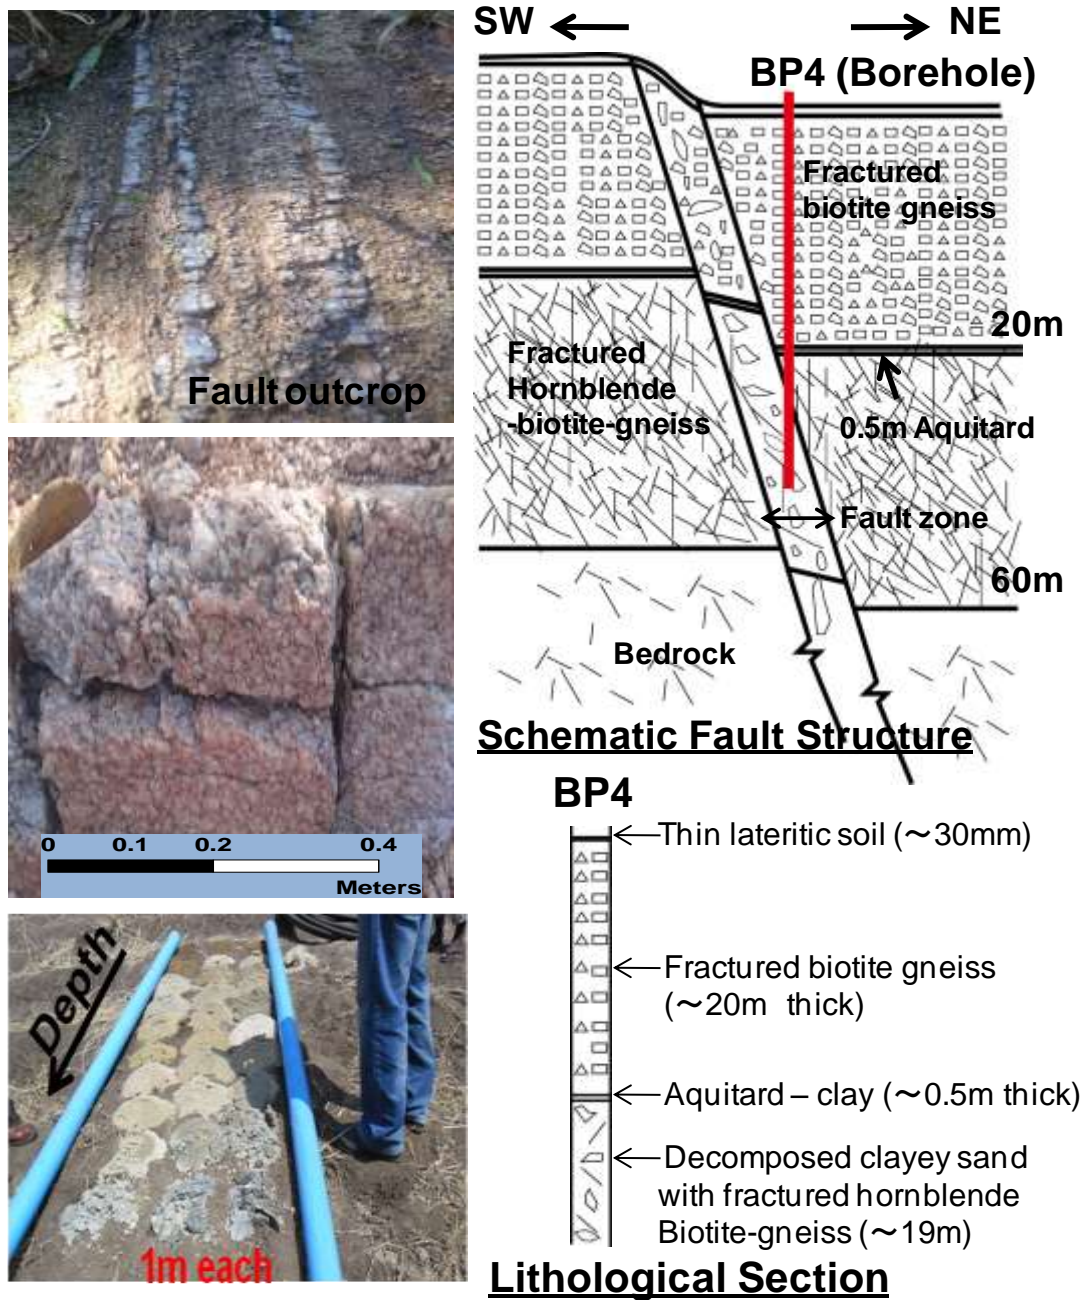 SW
NE
BP4 (Borehole)
Fractured
biotite gneiss
20m
Fractured
Hornblende
-biotite-gneiss
0.5m Aquitard
Fault zone
60m
Bedrock
Schematic Fault Structure
Fault outcrop
0 0.1 0.2 0.4
Meters
Depth
1m each
BP4
Thin lateritic soil (~30mm)
Fractured biotite gneiss
(~20m thick)
Aquitard – clay (~0.5m thick)
Decomposed clayey sand
with fractured hornblende
Biotite-gneiss (~19m)
Lithological Section